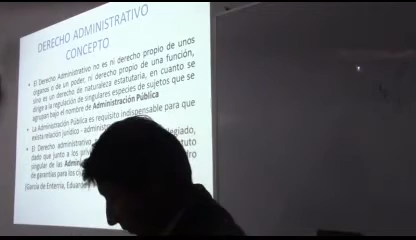 DERECHO ADMINISTRATIVO
CONCEPTO
El Derecho Administrativo no es ni derecho propio de unos
órganos o de un poder, ni derecho propio de una función,
sino es un derecho de naturaleza estatutaria, en cuanto se
dirige a la regulación de singulares especies de sujetos que se
agrupan bajo el nombre de Administración Pública
La Administración Pública es requisito indispensable para que
exista relación jurídico - administ
El Derecho administrativo
dado que junto a los
singular de las
de garantías para los
(García de Enterría,